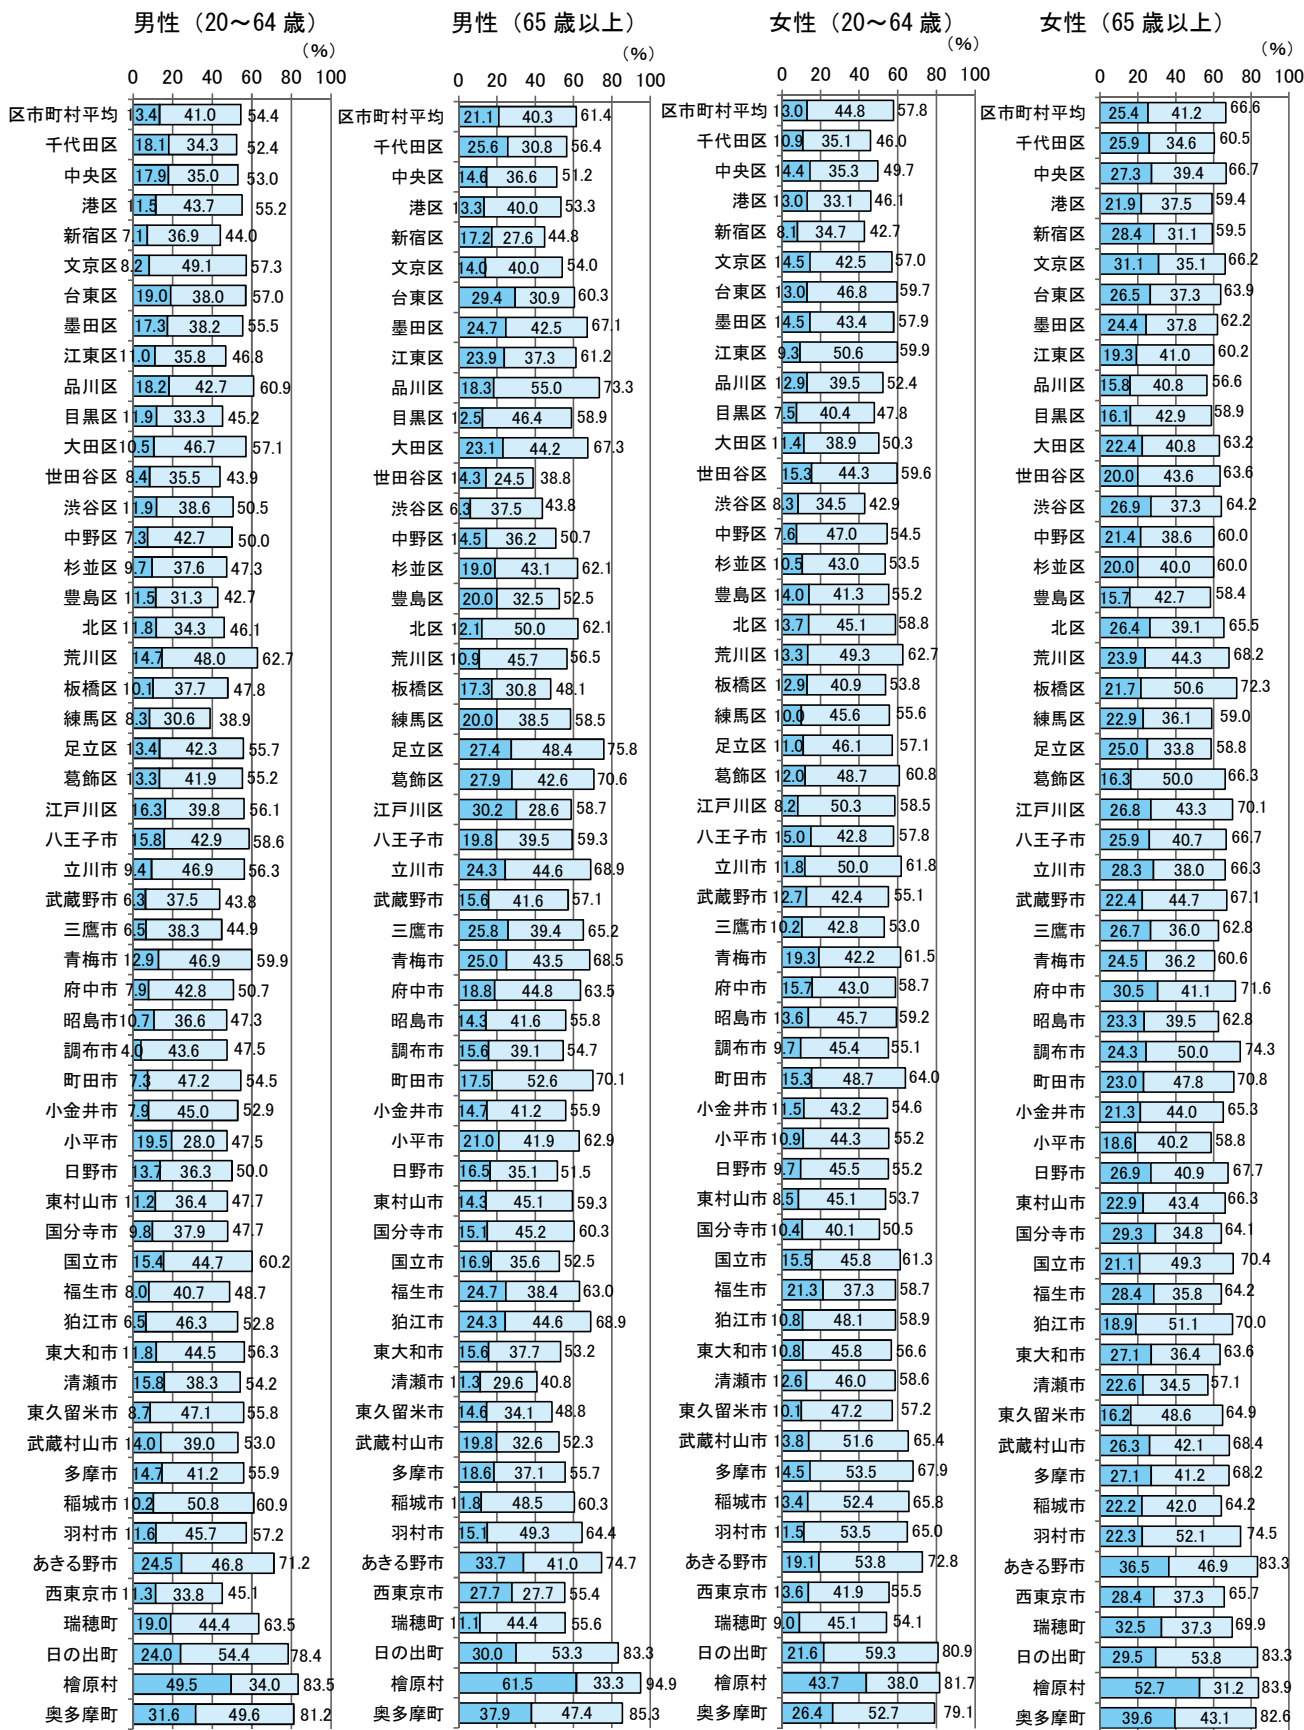 男性（20～64 歳）
（%）
0 20 40 60 80 100
区市町村平均 13.4 41.0 54.4
千代田区 18.1 34.3 52.4
中央区 17.9 35.0 53.0
港区 11.5 43.7 55.2
新宿区 7.1 36.9 44.0
文京区 8.2 49.1 57.3
台東区 19.0 38.0 57.0
墨田区 17.3 38.2 55.5
江東区 11.0 35.8 46.8
品川区 18.2 42.7 60.9
目黒区 11.9 33.3 45.2
大田区 10.5 46.7 57.1
世田谷区 8.4 35.5 43.9
渋谷区 11.9 38.6 50.5
中野区 7.3 42.7 50.0
杉並区 9.7 37.6 47.3
豊島区 11.5 31.3 42.7
北区 11.8 34.3 46.1
荒川区 14.7 48.0 62.7
板橋区 10.1 37.7 47.8
練馬区 8.3 30.6 38.9
足立区 13.4 42.3 55.7
葛飾区 13.3 41.9 55.2
江戸川区 16.3 39.8 56.1
八王子市 15.8 42.9 58.6
立川市 9.4 46.9 56.3
武蔵野市 6.3 37.5 43.8
三鷹市 6.5 38.3 44.9
青梅市 12.9 46.9 59.9
府中市 7.9 42.8 50.7
昭島市 10.7 36.6 47.3
調布市 4.0 43.6 47.5
町田市 7.3 47.2 54.5
小金井市 7.9 45.0 52.9
小平市 19.5 28.0 47.5
日野市 13.7 36.3 50.0
東村山市 11.2 36.4 47.7
国分寺市 9.8 37.9 47.7
国立市 15.4 44.7 60.2
福生市 8.0 40.7 48.7
狛江市 6.5 46.3 52.8
東大和市 11.8 44.5 56.3
清瀬市 15.8 38.3 54.2
東久留米市 8.7 47.1 55.8
武蔵村山市 14.0 39.0 53.0
多摩市 14.7 41.2 55.9
稲城市 10.2 50.8 60.9
羽村市 11.6 45.7 57.2
あきる野市 24.5 46.8 71.2
西東京市 11.3 33.8 45.1
瑞穂町 19.0 44.4 63.5
日の出町 24.0 54.4 78.4
檜原村 49.5 34.0 83.5
奥多摩町 31.6 49.6 81.2
男性（65 歳以上）
（%）
0 20 40 60 80 100
区市町村平均 21.1 40.3 61.4
千代田区 25.6 30.8 56.4
中央区 14.6 36.6 51.2
港区 13.3 40.0 53.3
新宿区 17.2 27.6 44.8
文京区 14.0 40.0 54.0
台東区 29.4 30.9 60.3
墨田区 24.7 42.5 67.1
江東区 23.9 37.3 61.2
品川区 18.3 55.0 73.3
目黒区 12.5 46.4 58.9
大田区 23.1 44.2 67.3
世田谷区 14.3 24.5 38.8
渋谷区 6.3 37.5 43.8
中野区 14.5 36.2 50.7
杉並区 19.0 43.1 62.1
豊島区 20.0 32.5 52.5
北区 12.1 50.0 62.1
荒川区 10.9 45.7 56.5
板橋区 17.3 30.8 48.1
練馬区 20.0 38.5 58.5
足立区 27.4 48.4 75.8
葛飾区 27.9 42.6 70.6
江戸川区 30.2 28.6 58.7
八王子市 19.8 39.5 59.3
立川市 24.3 44.6 68.9
武蔵野市 15.6 41.6 57.1
三鷹市 25.8 39.4 65.2
青梅市 25.0 43.5 68.5
府中市 18.8 44.8 63.5
昭島市 14.3 41.6 55.8
調布市 15.6 39.1 54.7
町田市 17.5 52.6 70.1
小金井市 14.7 41.2 55.9
小平市 21.0 41.9 62.9
日野市 16.5 35.1 51.5
東村山市 14.3 45.1 59.3
国分寺市 15.1 45.2 60.3
国立市 16.9 35.6 52.5
福生市 24.7 38.4 63.0
狛江市 24.3 44.6 68.9
東大和市 15.6 37.7 53.2
清瀬市 11.3 29.6 40.8
東久留米市 14.6 34.1 48.8
武蔵村山市 19.8 32.6 52.3
多摩市 18.6 37.1 55.7
稲城市 11.8 48.5 60.3
羽村市 15.1 49.3 64.4
あきる野市 33.7 41.0 74.7
西東京市 27.7 27.7 55.4
瑞穂町 11.1 44.4 55.6
日の出町 30.0 53.3 83.3
檜原村 61.5 33.3 94.9
奥多摩町 37.9 47.4 85.3
女性（20～64 歳）
（%）
0 20 40 60 80 100
区市町村平均 13.0 44.8 57.8
千代田区 10.9 35.1 46.0
中央区 14.4 35.3 49.7
港区 13.0 33.1 46.1
新宿区 8.1 34.7 42.7
文京区 14.5 42.5 57.0
台東区 13.0 46.8 59.7
墨田区 14.5 43.4 57.9
江東区 9.3 50.6 59.9
品川区 12.9 39.5 52.4
目黒区 7.5 40.4 47.8
大田区 11.4 38.9 50.3
世田谷区 15.3 44.3 59.6
渋谷区 8.3 34.5 42.9
中野区 7.6 47.0 54.5
杉並区 10.5 43.0 53.5
豊島区 14.0 41.3 55.2
北区 13.7 45.1 58.8
荒川区 13.3 49.3 62.7
板橋区 12.9 40.9 53.8
練馬区 10.0 45.6 55.6
足立区 11.0 46.1 57.1
葛飾区 12.0 48.7 60.8
江戸川区 8.2 50.3 58.5
八王子市 15.0 42.8 57.8
立川市 11.8 50.0 61.8
武蔵野市 12.7 42.4 55.1
三鷹市 10.2 42.8 53.0
青梅市 19.3 42.2 61.5
府中市 15.7 43.0 58.7
昭島市 13.6 45.7 59.2
調布市 9.7 45.4 55.1
町田市 15.3 48.7 64.0
小金井市 11.5 43.2 54.6
小平市 10.9 44.3 55.2
日野市 9.7 45.5 55.2
東村山市 8.5 45.1 53.7
国分寺市 10.4 40.1 50.5
国立市 15.5 45.8 61.3
福生市 21.3 37.3 58.7
狛江市 10.8 48.1 58.9
東大和市 10.8 45.8 56.6
清瀬市 12.6 46.0 58.6
東久留米市 10.1 47.2 57.2
武蔵村山市 13.8 51.6 65.4
多摩市 14.5 53.5 67.9
稲城市 13.4 52.4 65.8
羽村市 11.5 53.5 65.0
あきる野市 19.1 53.8 72.8
西東京市 13.6 41.9 55.5
瑞穂町 9.0 45.1 54.1
日の出町 21.6 59.3 80.9
檜原村 43.7 38.0 81.7
奥多摩町 26.4 52.7 79.1
女性（65 歳以上）
（%）
0 20 40 60 80 100
区市町村平均 25.4 41.2 66.6
千代田区 25.9 34.6 60.5
中央区 27.3 39.4 66.7
港区 21.9 37.5 59.4
新宿区 28.4 31.1 59.5
文京区 31.1 35.1 66.2
台東区 26.5 37.3 63.9
墨田区 24.4 37.8 62.2
江東区 19.3 41.0 60.2
品川区 15.8 40.8 56.6
目黒区 16.1 42.9 58.9
大田区 22.4 40.8 63.2
世田谷区 20.0 43.6 63.6
渋谷区 26.9 37.3 64.2
中野区 21.4 38.6 60.0
杉並区 20.0 40.0 60.0
豊島区 15.7 42.7 58.4
北区 26.4 39.1 65.5
荒川区 23.9 44.3 68.2
板橋区 21.7 50.6 72.3
練馬区 22.9 36.1 59.0
足立区 25.0 33.8 58.8
葛飾区 16.3 50.0 66.3
江戸川区 26.8 43.3 70.1
八王子市 25.9 40.7 66.7
立川市 28.3 38.0 66.3
武蔵野市 22.4 44.7 67.1
三鷹市 26.7 36.0 62.8
青梅市 24.5 36.2 60.6
府中市 30.5 41.1 71.6
昭島市 23.3 39.5 62.8
調布市 24.3 50.0 74.3
町田市 23.0 47.8 70.8
小金井市 21.3 44.0 65.3
小平市 18.6 40.2 58.8
日野市 26.9 40.9 67.7
東村山市 22.9 43.4 66.3
国分寺市 29.3 34.8 64.1
国立市 21.1 49.3 70.4
福生市 28.4 35.8 64.2
狛江市 18.9 51.1 70.0
東大和市 27.1 36.4 63.6
清瀬市 22.6 34.5 57.1
東久留米市 16.2 48.6 64.9
武蔵村山市 26.3 42.1 68.4
多摩市 27.1 41.2 68.2
稲城市 22.2 42.0 64.2
羽村市 22.3 52.1 74.5
あきる野市 36.5 46.9 83.3
西東京市 28.4 37.3 65.7
瑞穂町 32.5 37.3 69.9
日の出町 29.5 53.8 83.3
檜原村 52.7 31.2 83.9
奥多摩町 39.6 43.1 82.6